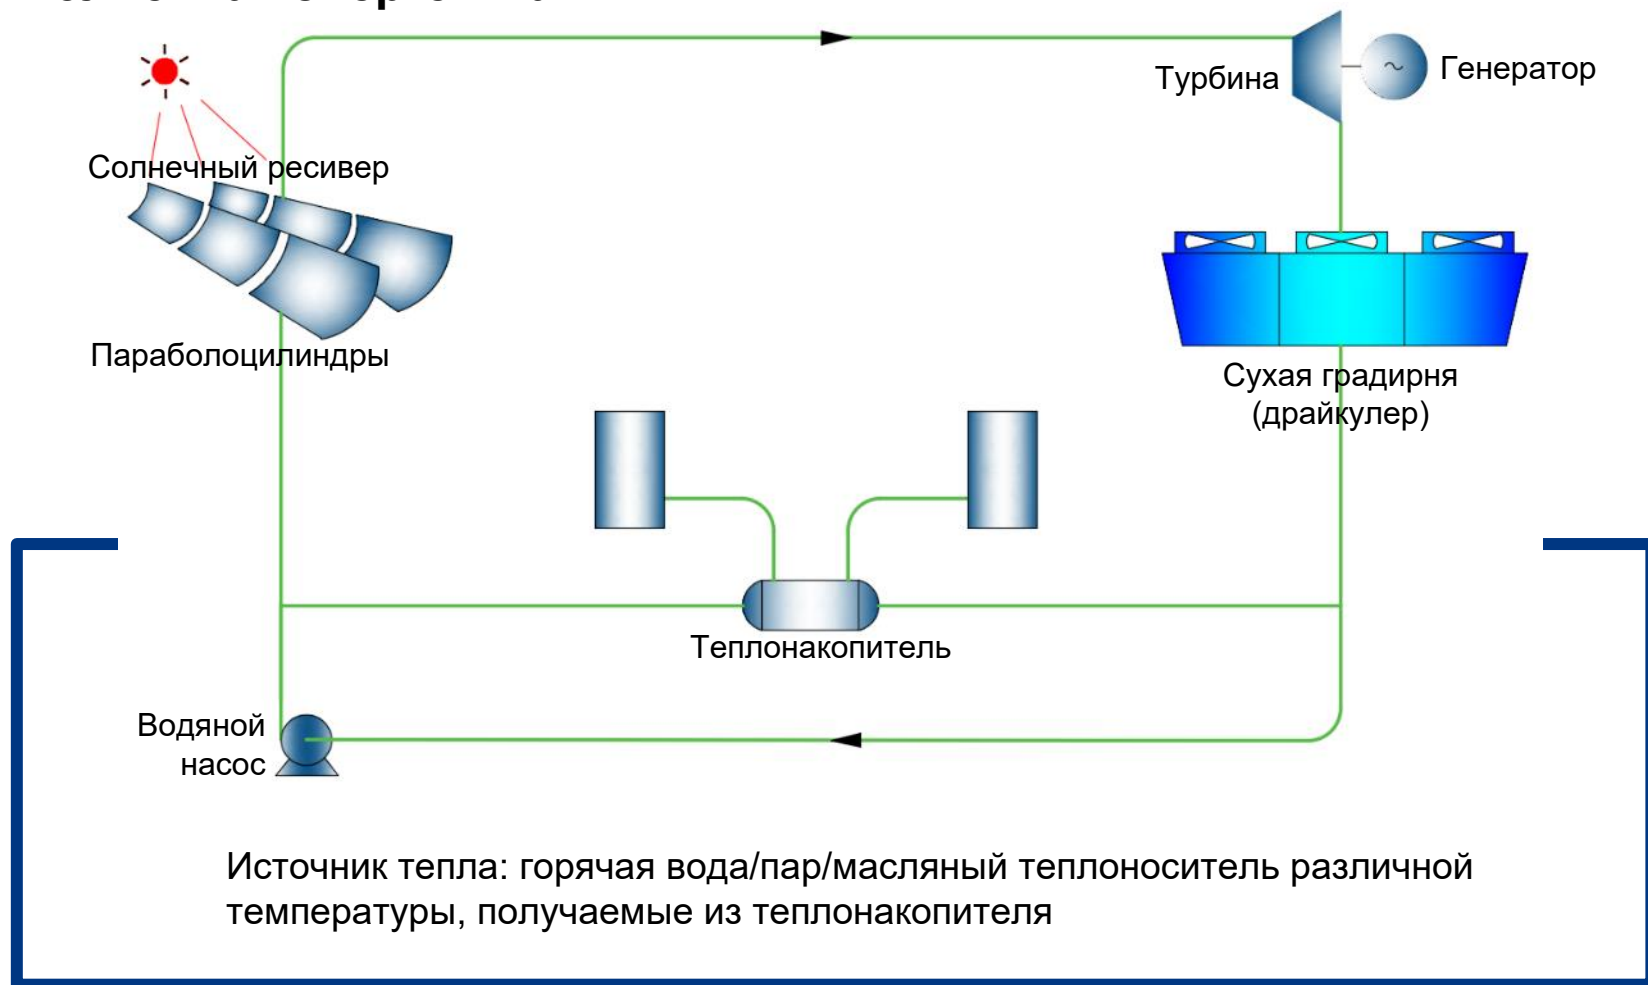 Турбина
Генератор
Солнечный ресивер
Параболоцилиндры
Сухая градирня
(драйкулер)
Теплонакопитель
Водяной
насос
Источник тепла: горячая вода/пар/масляный теплоноситель различной
температуры, получаемые из теплонакопителя